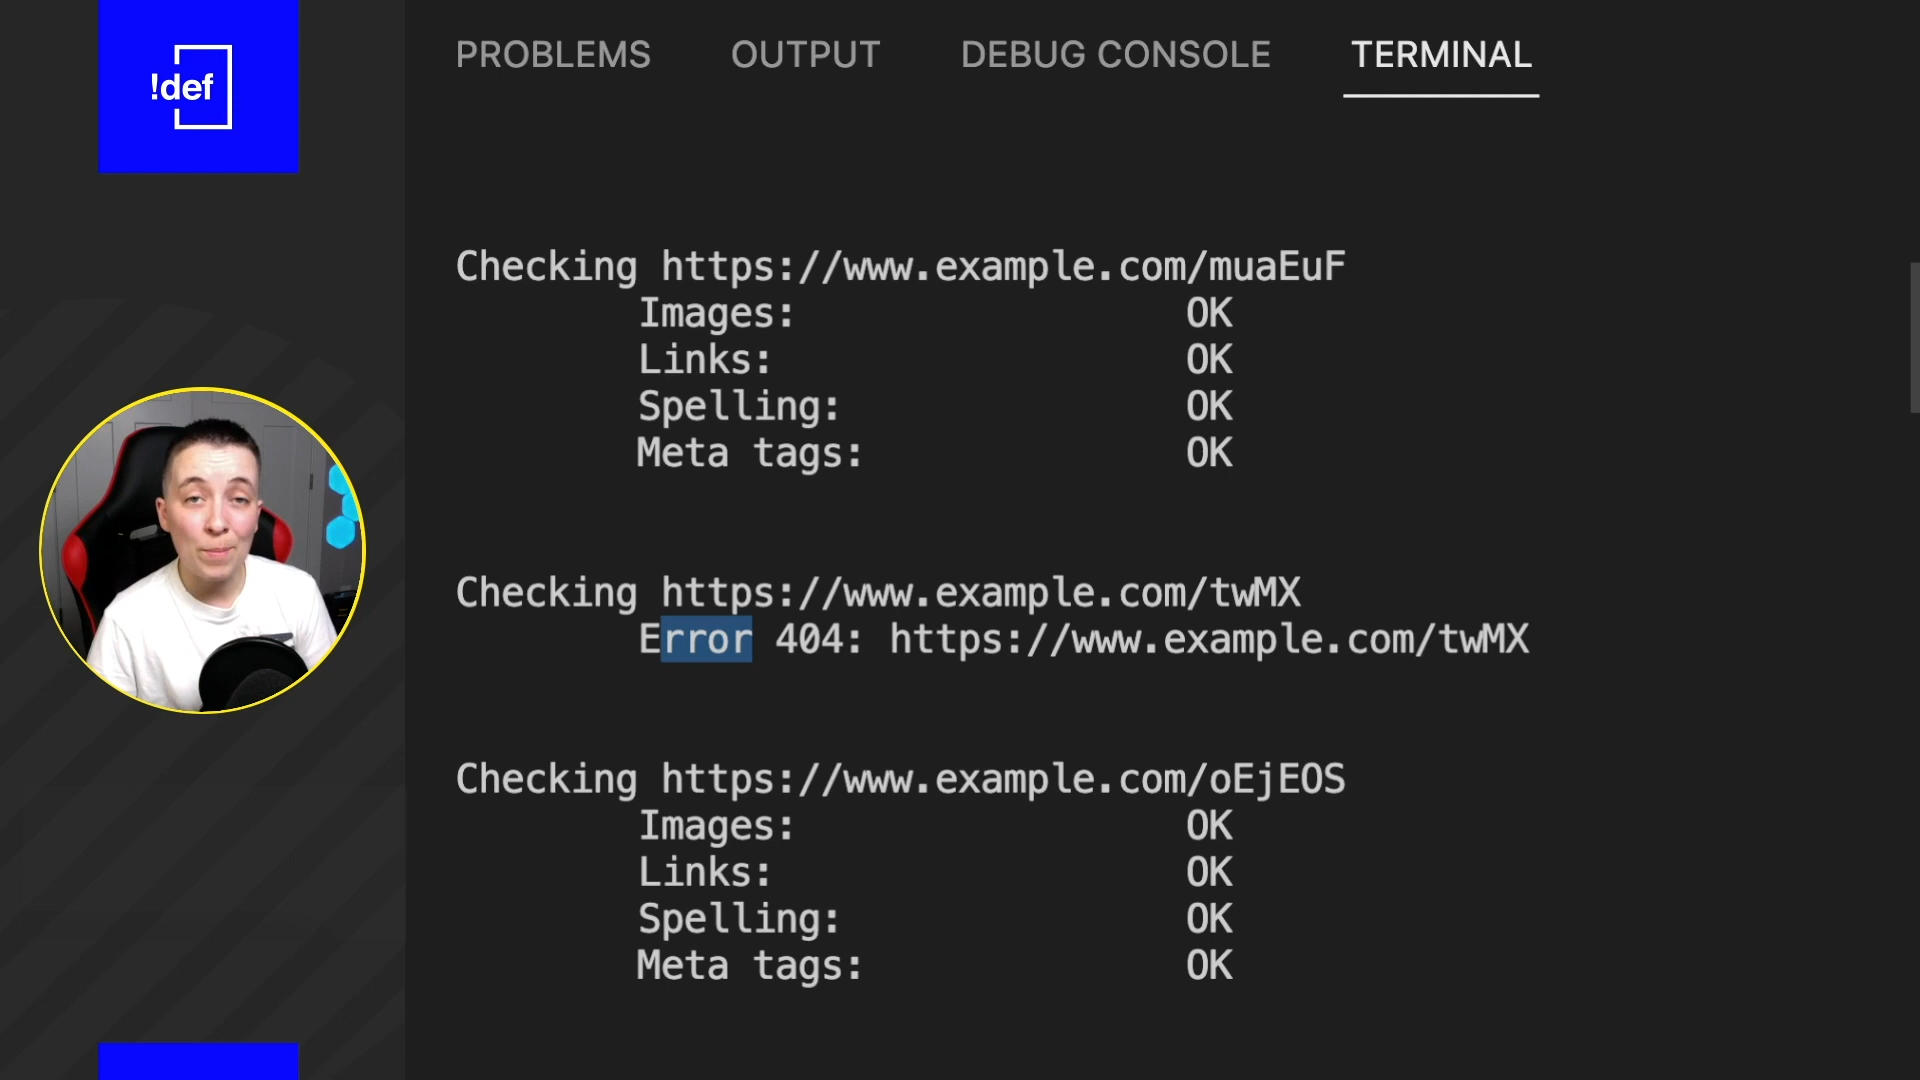 !def
PROBLEMS OUTPUT DEBUG CONSOLE TERMINAL
Checking https://www.example.com/muaEuF
Images: OK
Links: OK
Spelling: OK
Meta tags: OK
Checking https://www.example.com/twMX
Error 404: https://www.example.com/twMX
Checking https://www.example.com/oEjEOS
Images: OK
Links: OK
Spelling: OK
Meta tags: OK